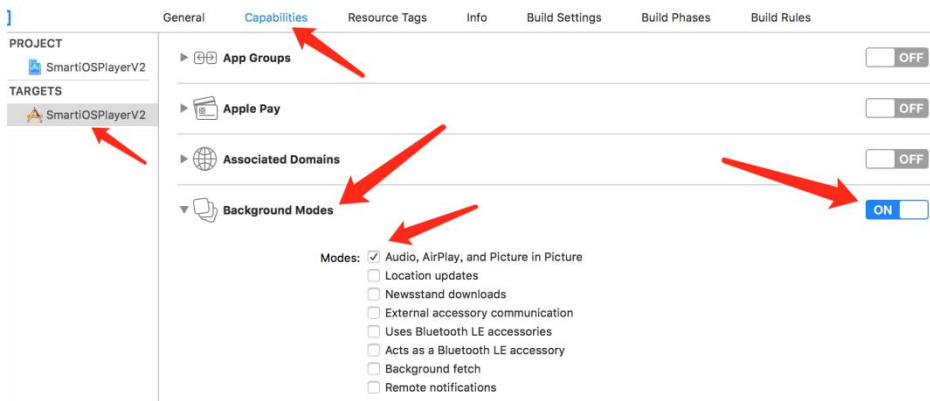 General Capabilities Resource Tags Info Build Settings Build Phases Build Rules
PROJECT
SmartiOSPlayerV2
TARGETS
SmartiOSPlayerV2
App Groups OFF
Apple Pay OFF
Associated Domains OFF
Background Modes ON
Modes: Audio, AirPlay, and Picture in Picture
Location updates
Newsstand downloads
External accessory communication
Uses Bluetooth LE accessories
Acts as a Bluetooth LE accessory
Background fetch
Remote notifications